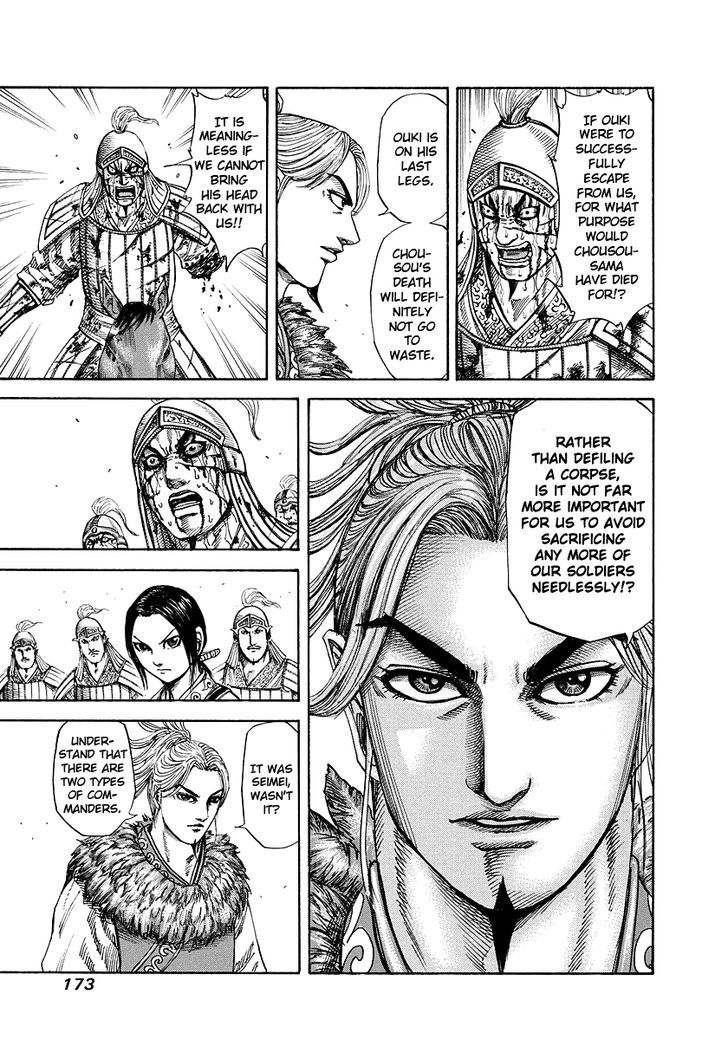 IF OUKI
WERE TO
SUCCESS-
FULLY
ESCAPE
FROM US,
FOR WHAT
PURPOSE
WOULD
CHOUSOU-
SAMA
HAVE DIED
FOR!?
OUKI IS
ON HIS
LAST
LEGS.
CHOU-
SOU'S
DEATH
WILL DEFI-
NITELY
NOT GO
TO
WASTE.
IT IS
MEANING-
LESS IF
WE CANNOT
BRING
HIS HEAD
BACK WITH
US!!
RATHER
THAN DEFILING
A CORPSE,
IS IT NOT FAR
MORE IMPORTANT
FOR US TO AVOID
SACRIFICING
ANY MORE OF
OUR SOLDIERS
NEEDLESSLY!?
IT WAS
SEIMEI,
WASN'T
IT?
UNDER-
STAND THAT
THERE ARE
TWO TYPES
OF COM-
MANDERS.
173